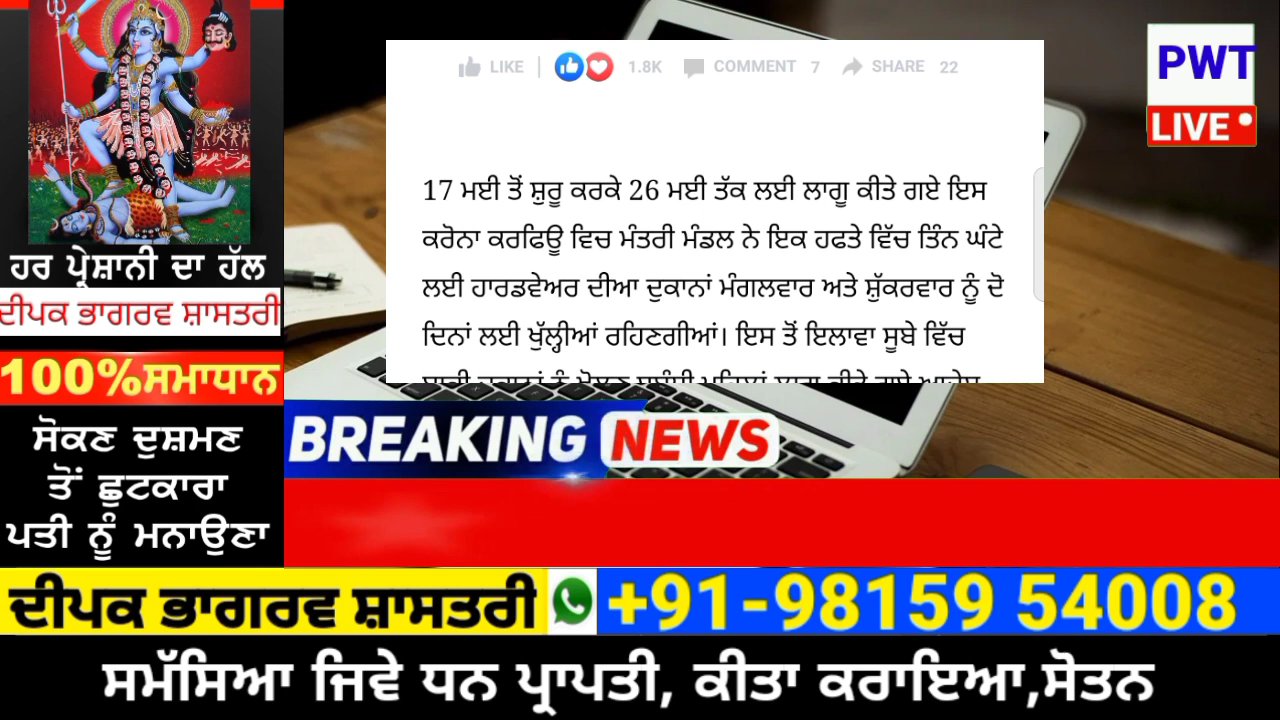 LIKE 1.8K COMMENT 7 SHARE 22
17 ਮਈ ਤੋਂ ਸ਼ੁਰੂ ਕਰਕੇ 26 ਮਈ ਤੱਕ ਲਈ ਲਾਗੂ ਕੀਤੇ ਗਏ ਇਸ
ਕਰੋਨਾ ਕਰਫਿਊ ਵਿਚ ਮੰਤਰੀ ਮੰਡਲ ਨੇ ਇਕ ਹਫਤੇ ਵਿੱਚ ਤਿੰਨ ਘੰਟੇ
ਲਈ ਹਾਰਡਵੇਅਰ ਦੀਆ ਦੁਕਾਨਾਂ ਮੰਗਲਵਾਰ ਅਤੇ ਸ਼ੁੱਕਰਵਾਰ ਨੂੰ ਦੋ
ਦਿਨਾਂ ਲਈ ਖੁੱਲ੍ਹੀਆਂ ਰਹਿਣਗੀਆਂ। ਇਸ ਤੋਂ ਇਲਾਵਾ ਸੂਬੇ ਵਿੱਚ
PWT
LIVE
ਹਰ ਪ੍ਰੇਸ਼ਾਨੀ ਦਾ ਹੱਲ
ਦੀਪਕ ਭਾਗਰਵ ਸ਼ਾਸਤਰੀ
100%ਸਮਾਧਾਨ
ਸੋਕਣ ਦੁਸ਼ਮਣ
ਤੋਂ ਛੁਟਕਾਰਾ
ਪਤੀ ਨੂੰ ਮਨਾਉਣਾ
BREAKING NEWS
ਦੀਪਕ ਭਾਗਰਵ ਸ਼ਾਸਤਰੀ +91-98159 54008
ਸਮੱਸਿਆ ਜਿਵੇ ਧਨ ਪ੍ਰਾਪਤੀ, ਕੀਤਾ ਕਰਾਇਆ,ਸੋਤਨ